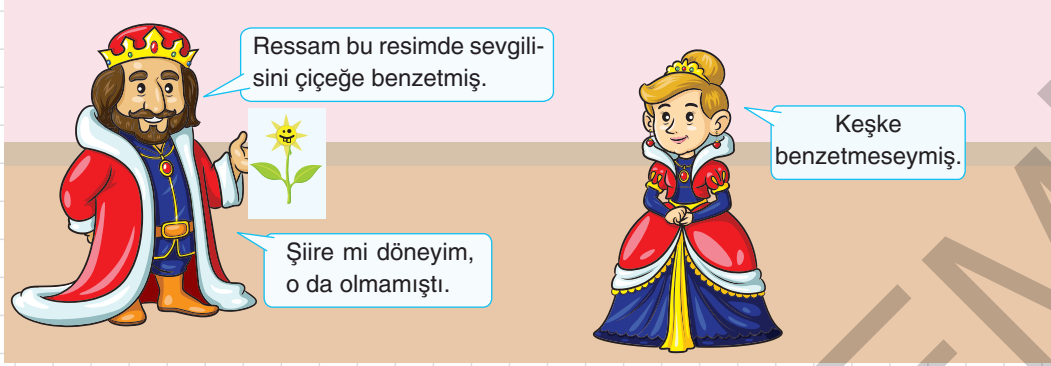 Ressam bu resimde sevgili-
sini çiçeğe benzetmiş.
Keşke
benzetmeseymiş.
Şiire mi döneyim,
o da olmamıştı.